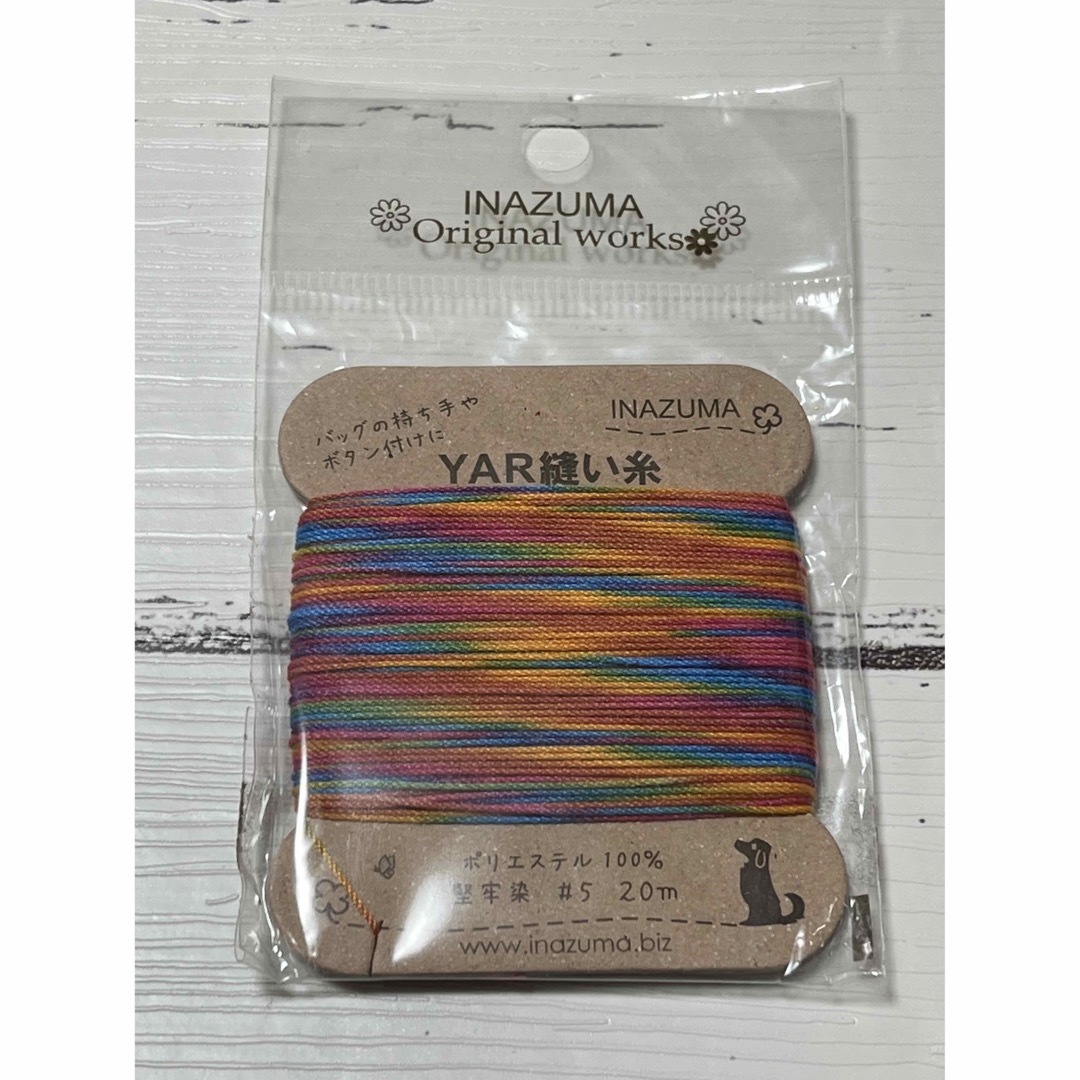 INAZUMA
Original works
バッグの持ち手や
ボタン付けに
INAZUMA
YAR縫い糸
ポリエステル 100%
堅牢染 #5 20m
www.inazuma.biz